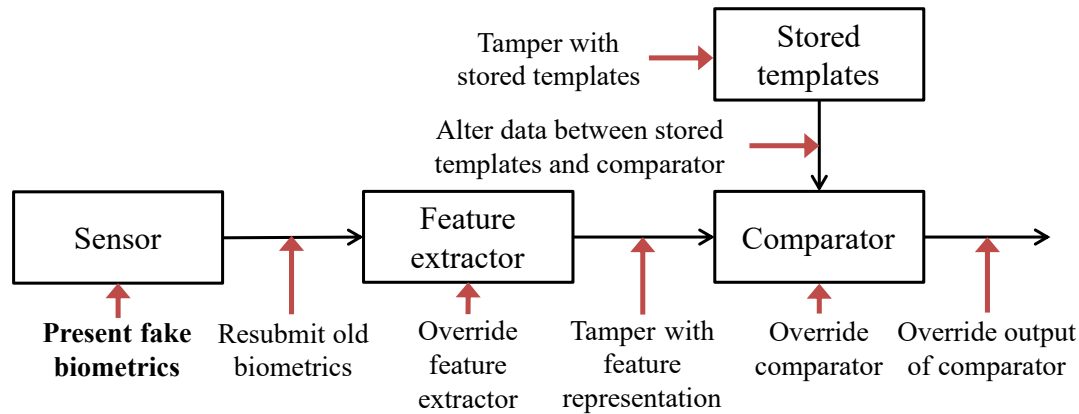 Tamper with
stored templates
Stored
templates
Alter data between stored
templates and comparator
Sensor
Feature
extractor
Comparator
Present fake
biometrics
Resubmit old
biometrics
Override
feature
extractor
Tamper with
feature
representation
Override
comparator
Override output
of comparator